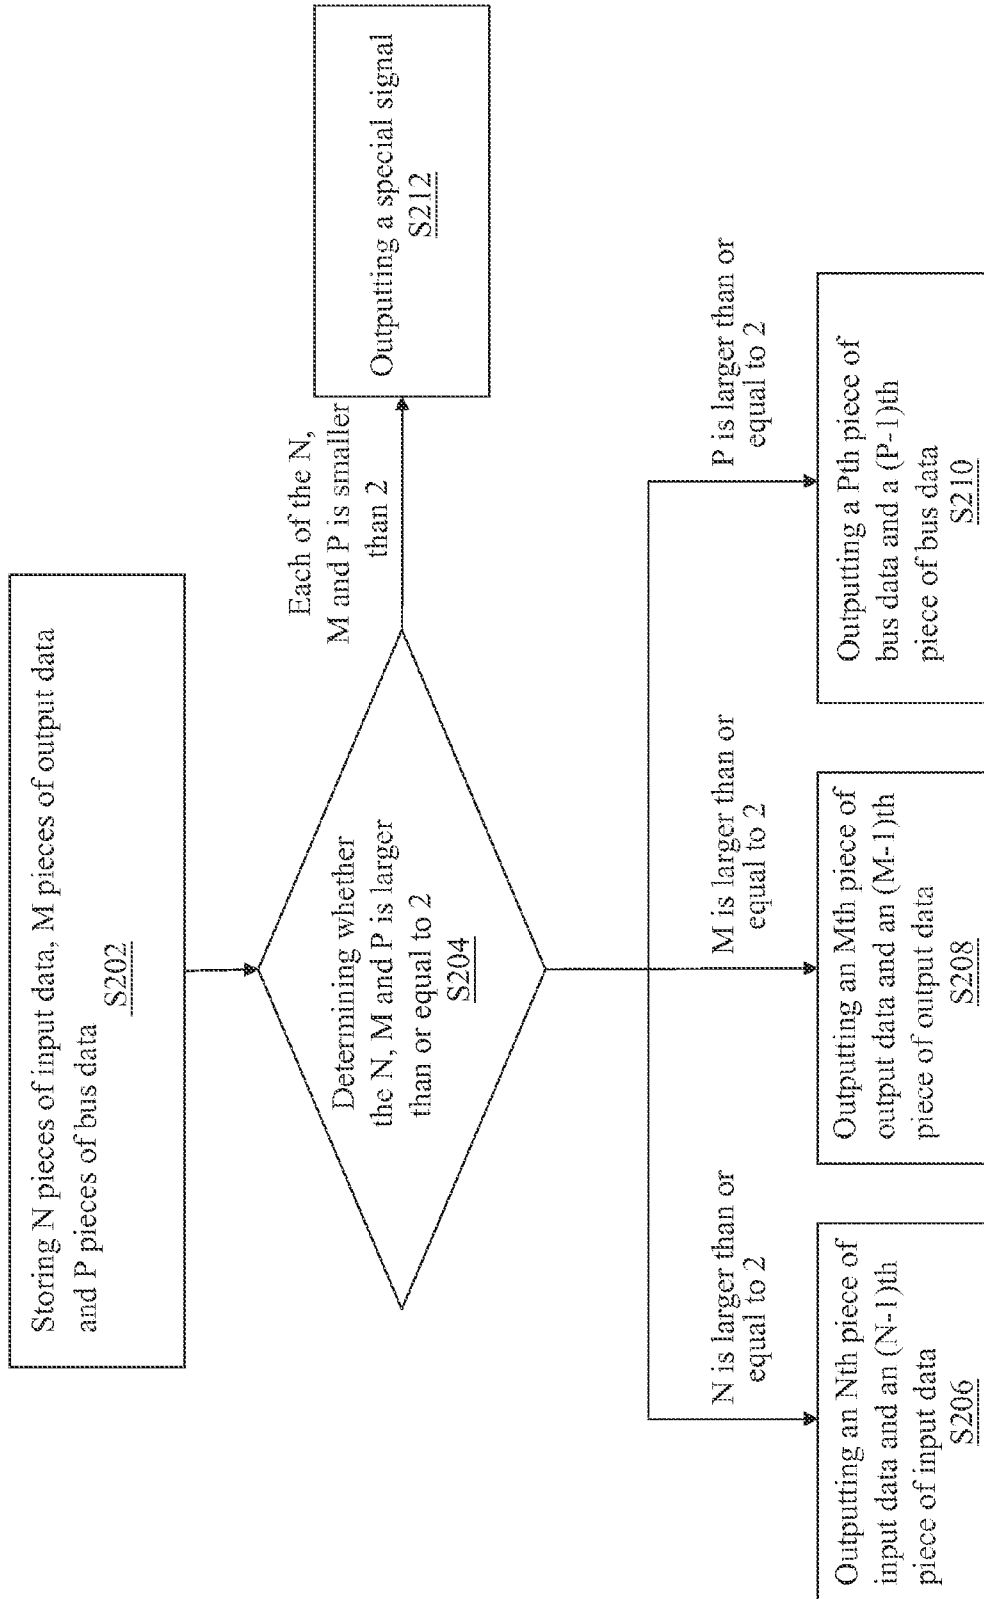 Storing N pieces of input data, M pieces of output data
and P pieces of bus data
S202
Determining whether
the N, M and P is larger
than or equal to 2
S204
Each of the N,
M and P is smaller
than 2
Outputting a special signal
S212
N is larger than or
equal to 2
M is larger than or
equal to 2
P is larger than or
equal to 2
Outputting an Nth piece of
input data and an (N-1)th
piece of input data
S206
Outputting an Mth piece of
output data and an (M-1)th
piece of output data
S208
Outputting a Pth piece of
bus data and a (P-1)th
piece of bus data
S210